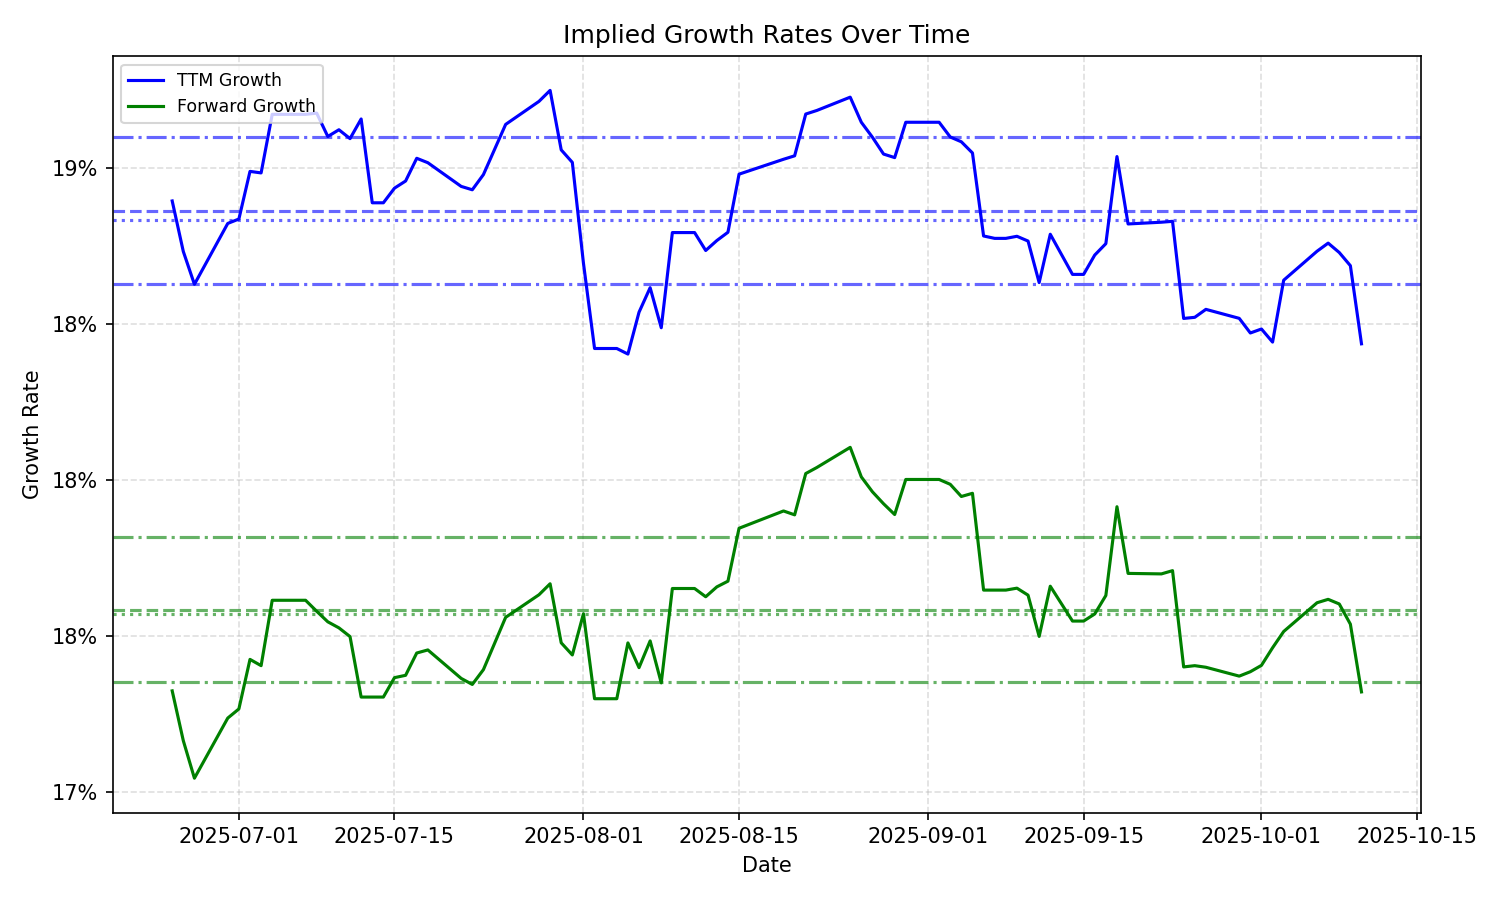 Implied Growth Rates Over Time
TTM Growth
Forward Growth
19%
18%
18%
18%
17%
Growth Rate
2025-07-01
2025-07-15
2025-08-01
2025-08-15
2025-09-01
2025-09-15
2025-10-01
2025-10-15
Date